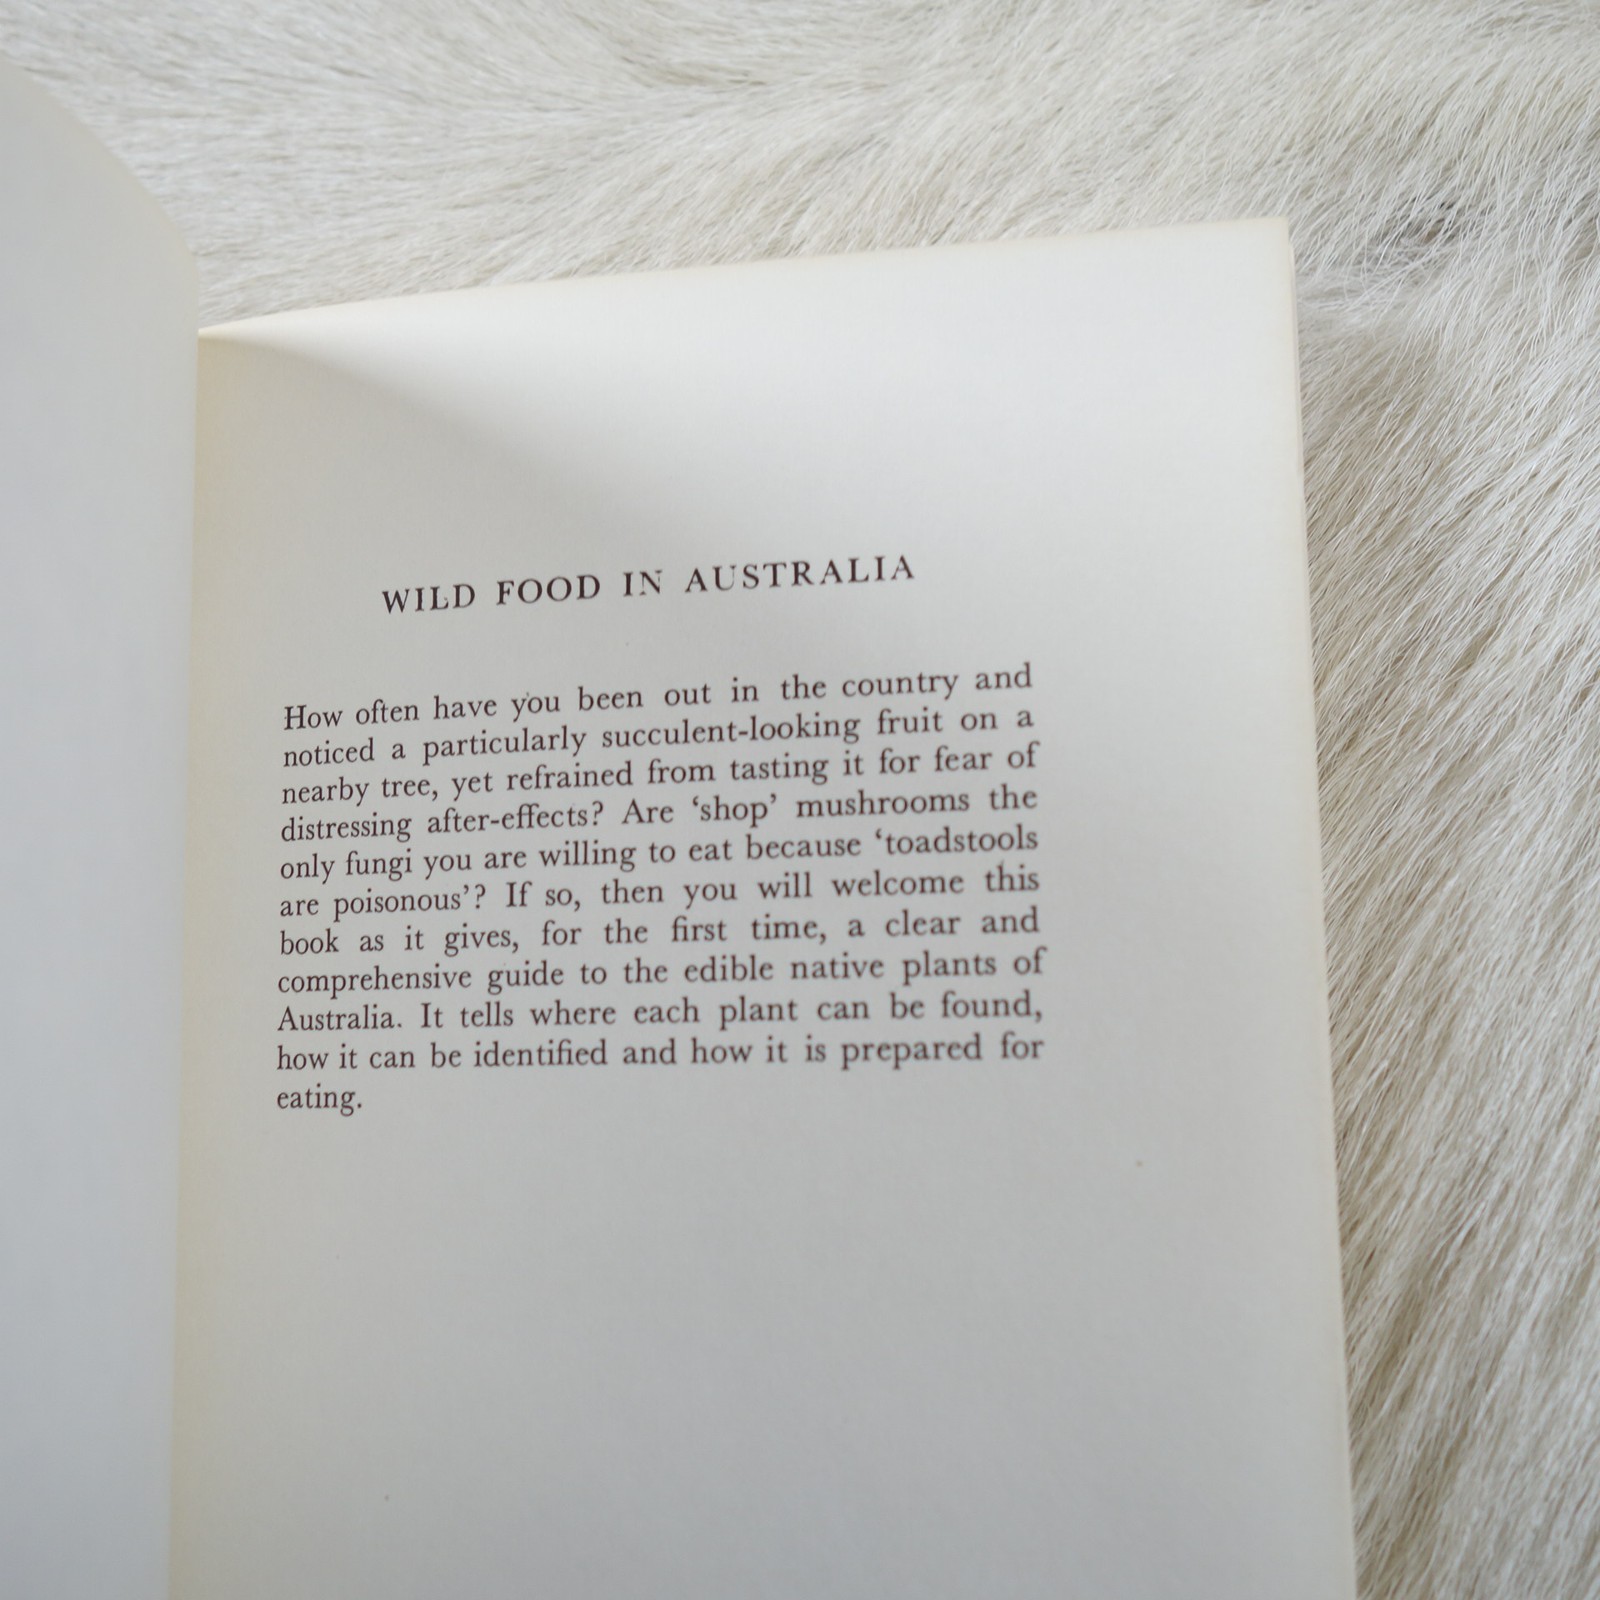 WILD FOOD IN AUSTRALIA
How often have you been out in the country and
noticed a particularly succulent-looking fruit on a
nearby tree, yet refrained from tasting it for fear of
distressing after-effects? Are ‘shop’ mushrooms the
only fungi you are willing to eat because ‘toadstools
are poisonous’? If so, then you will welcome this
book as it gives, for the first time, a clear and
comprehensive guide to the edible native plants of
Australia. It tells where each plant can be found,
how it can be identified and how it is prepared for
eating.